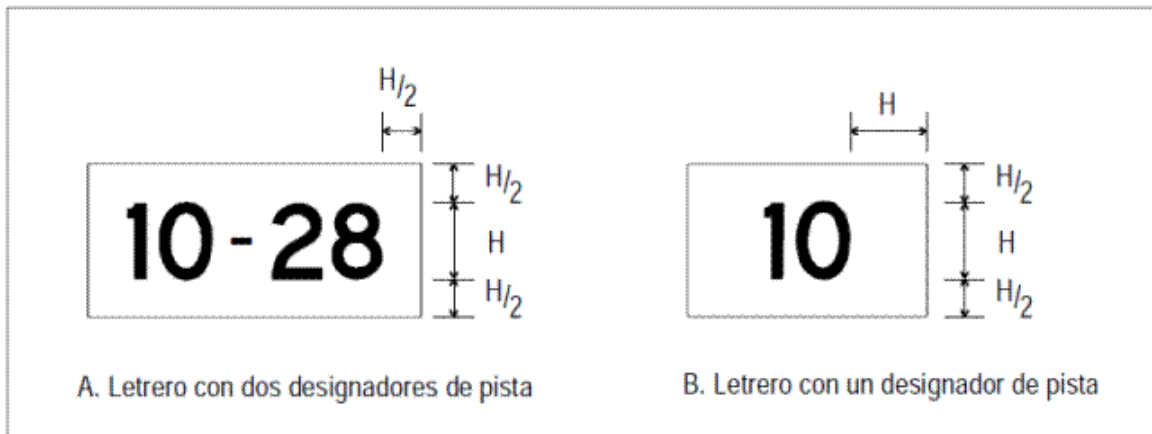 H/2
H
H/2
H/2
10 - 28
H
10
H
H/2
H/2
A. Letrero con dos designadores de pista
B. Letrero con un designador de pista